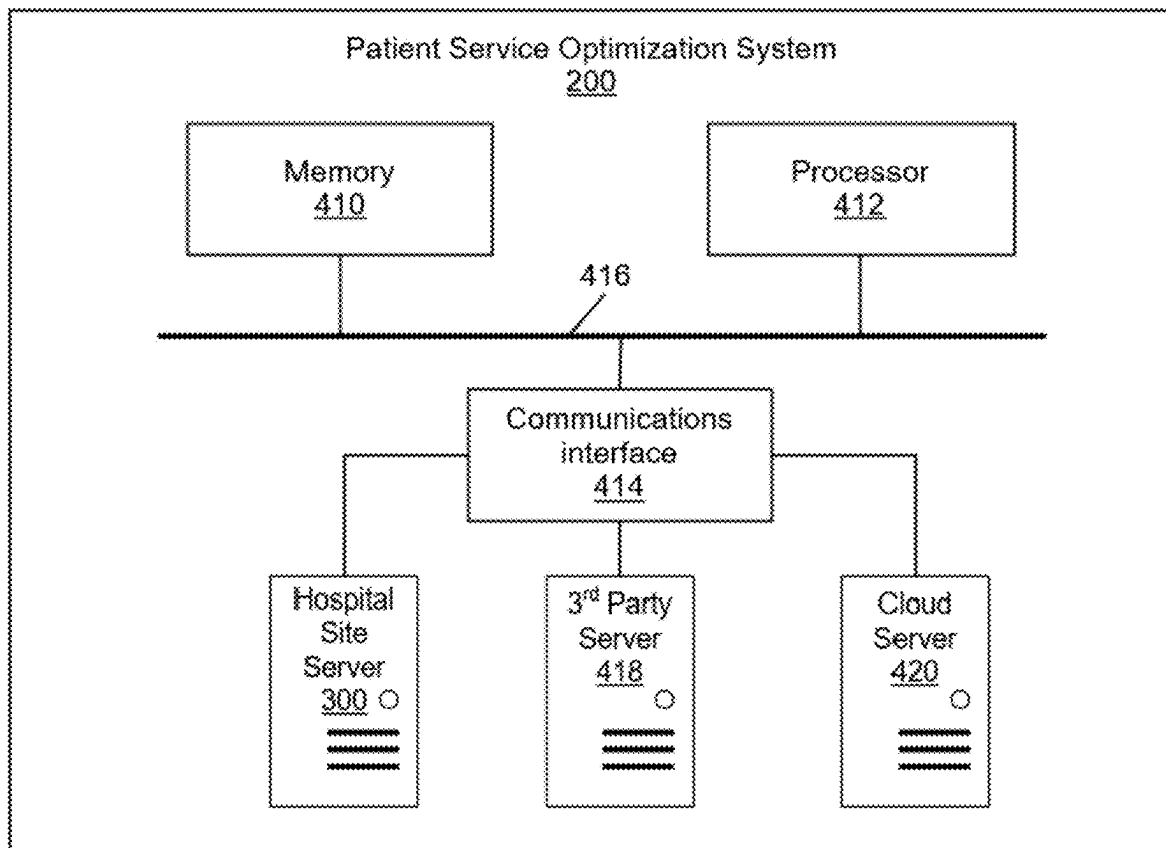 Patient Service Optimization System
200
Memory
410
Processor
412
416
Communications
interface
414
Hospital
Site
Server
300
3rd Party
Server
418
Cloud
Server
420